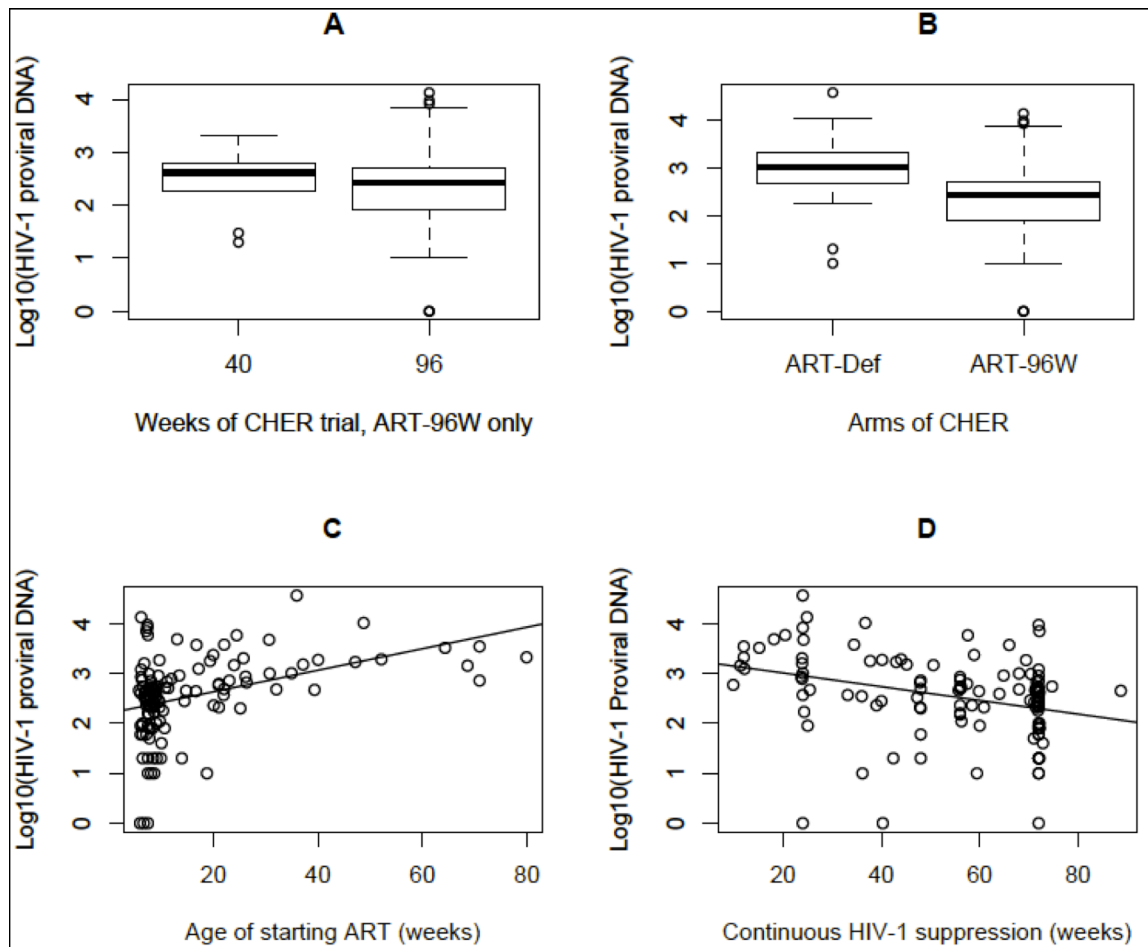 A
Log10(HIV-1 proviral DNA)
4
3
2
1
0
40 96
Weeks of CHER trial, ART-96W only
B
Log10(HIV-1 proviral DNA)
4
3
2
1
0
ART-Def ART-96W
Arms of CHER
C
Log10(HIV-1 proviral DNA)
4
3
2
1
0
20 40 60 80
Age of starting ART (weeks)
D
Log10(HIV-1 Proviral DNA)
4
3
2
1
0
20 40 60 80
Continuous HIV-1 suppression (weeks)